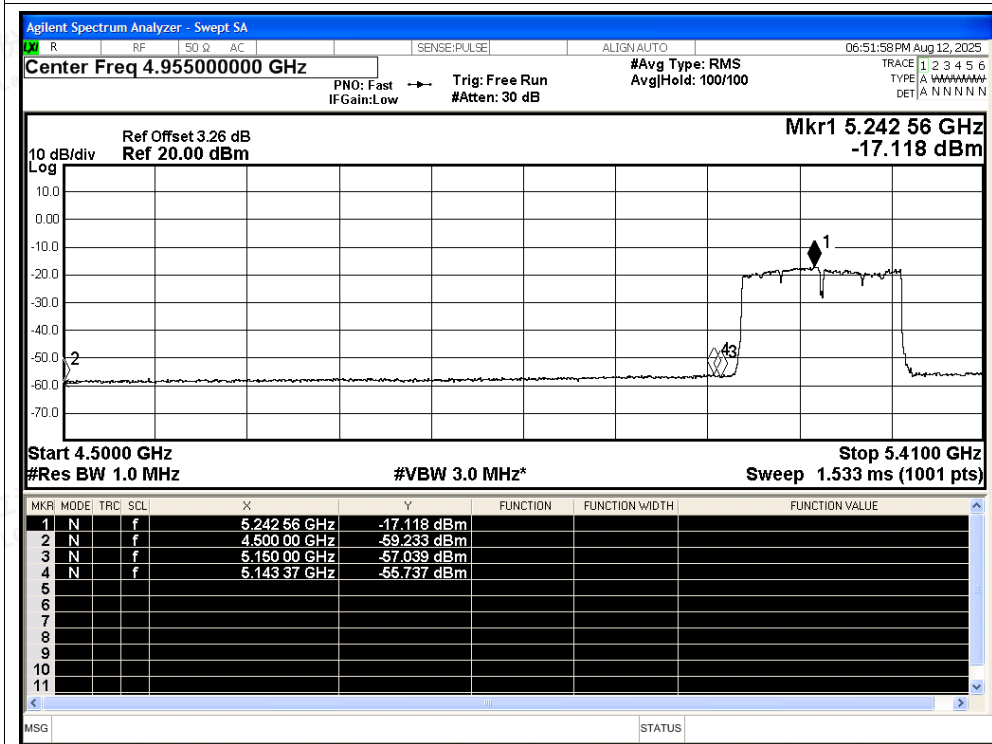 Agilent Spectrum Analyzer - Swept SA
LXI R RF 50 Ω AC SENSE:PULSE ALIGN AUTO 06:51:58 PM Aug 12, 2025
Center Freq 4.955000000 GHz #Avg Type: RMS TRACE 1 2 3 4 5 6
PNO: Fast Trig: Free Run Avg|Hold: 100/100 TYPE A WWWWW
IFGain:Low #Atten: 30 dB DET A N N N N N
Mkr1 5.242 56 GHz
Ref Offset 3.26 dB
10 dB/div Ref 20.00 dBm -17.118 dBm
Log
10.0
0.00
-10.0
1
-20.0
-30.0
-40.0
-50.0
2 4 3
-60.0
-70.0
Start 4.5000 GHz Stop 5.4100 GHz
#Res BW 1.0 MHz #VBW 3.0 MHz* Sweep 1.533 ms (1001 pts)
MKR MODE TRC SCL X Y FUNCTION FUNCTION WIDTH FUNCTION VALUE
1 N f 5.242 56 GHz -17.118 dBm
2 N f 4.500 00 GHz -59.233 dBm
3 N f 5.150 00 GHz -57.039 dBm
4 N f 5.143 37 GHz -55.737 dBm
5
6
7
8
9
10
11
MSG STATUS